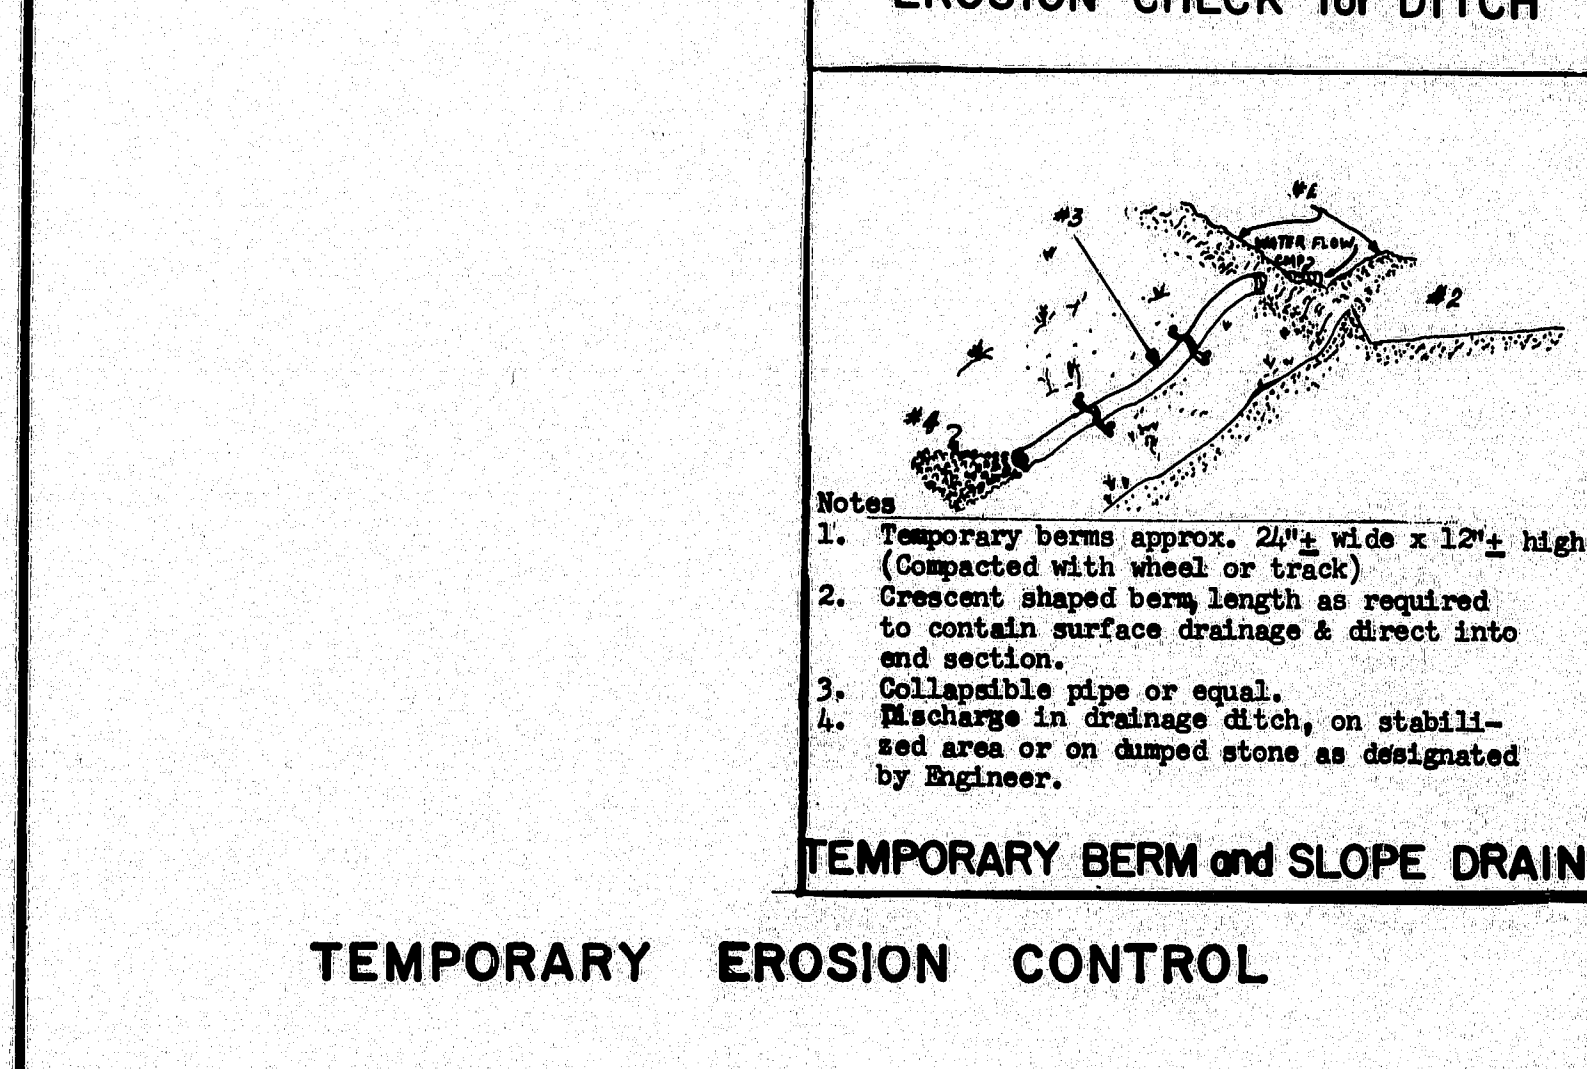 EROSION CHECK for DITCH
#1
#3
WATER FLOW
CMP
#2
#4
Notes
1. Temporary berms approx. 24"± wide x 12"± high
(Compacted with wheel or track)
2. Crescent shaped berm, length as required
to contain surface drainage & direct into
end section.
3. Collapsible pipe or equal.
4. Discharge in drainage ditch, on stabili-
zed area or on dumped stone as designated
by Engineer.
TEMPORARY BERM and SLOPE DRAIN
TEMPORARY EROSION CONTROL